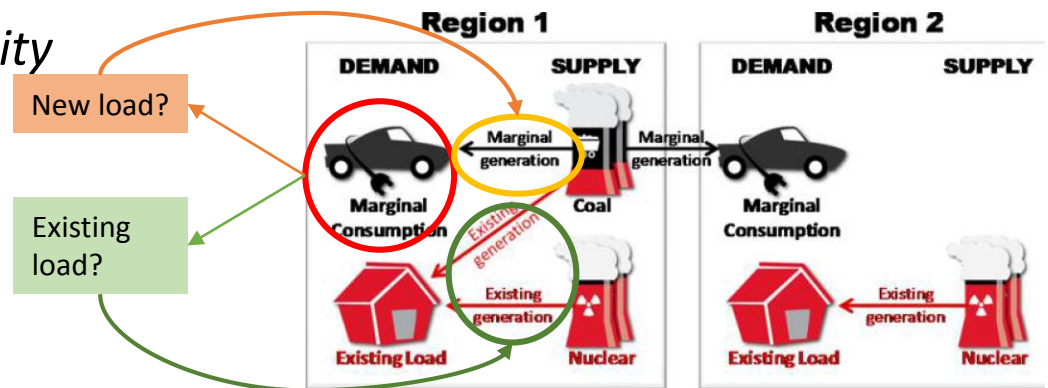 ity
New load?
Existing
load?
Region 1
DEMAND
SUPPLY
Marginal
generation
Marginal
Consumption
Coal
Existing
generation
Existing
generation
Existing Load
Nuclear
Marginal
generation
Region 2
DEMAND
SUPPLY
Marginal
Consumption
Existing
generation
Existing Load
Nuclear